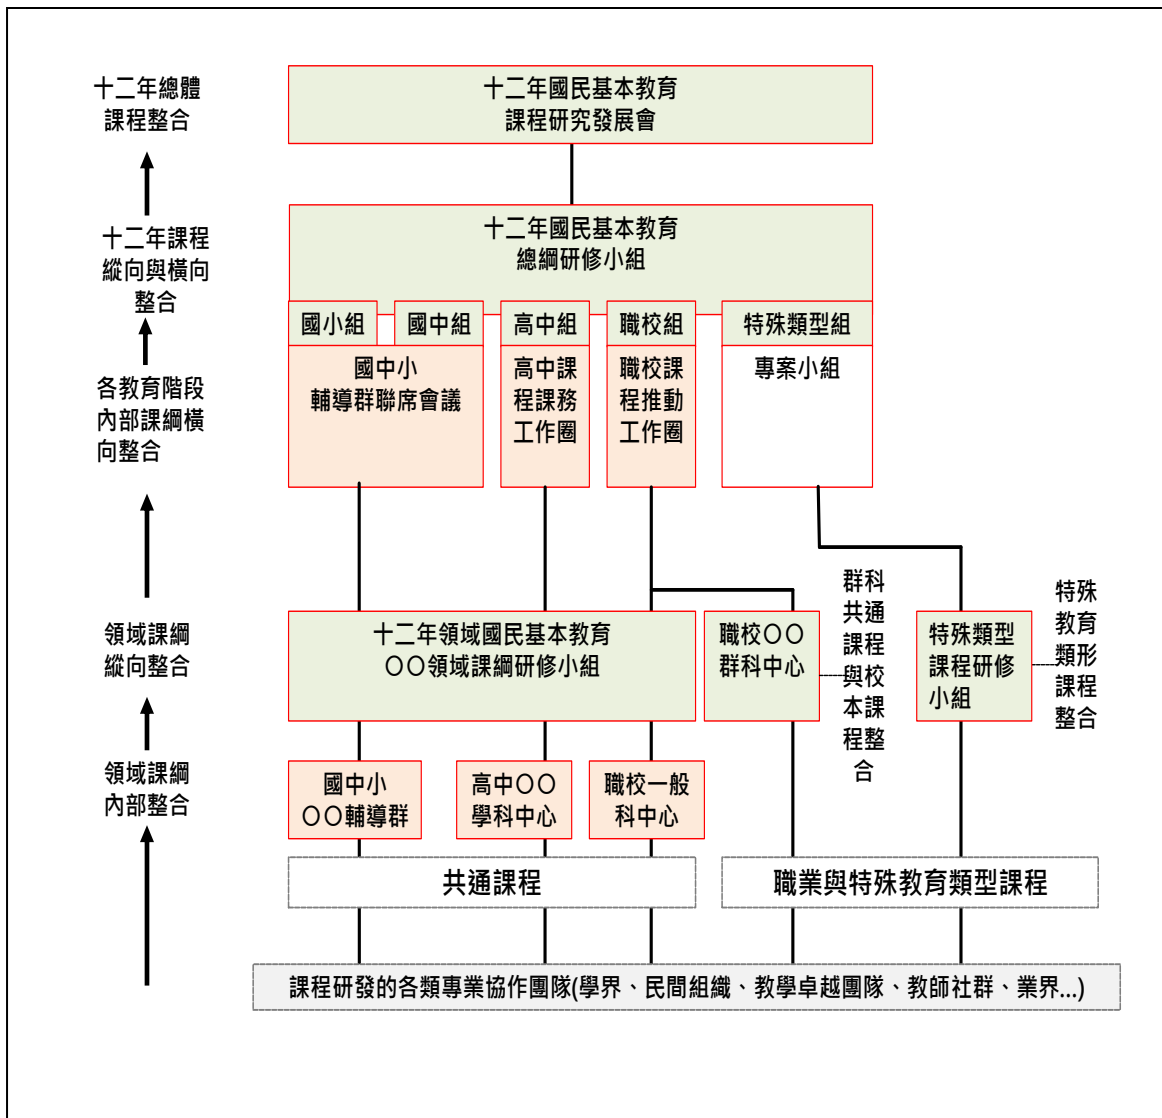 十二年總體
課程整合
十二年國民基本教育
課程研究發展會
十二年課程
縱向與橫向
整合
十二年國民基本教育
總綱研修小組
國小組
國中組
高中組
職校組
特殊類型組
各教育階段
內部課綱橫
向整合
國中小
輔導群聯席會議
高中課
程課務
工作圈
職校課
程推動
工作圈
專案小組
領域課綱
縱向整合
十二年領域國民基本教育
〇〇領域課綱研修小組
職校〇〇
群科中心
群科
共通
課程
與校
本課
程整
合
特殊類型
課程研修
小組
特殊
教育
類形
課程
整合
領域課綱
內部整合
國中小
〇〇輔導群
高中〇〇
學科中心
職校一般
科中心
共通課程
職業與特殊教育類型課程
課程研發的各類專業協作團隊(學界、民間組織、教學卓越團隊、教師社群、業界...)